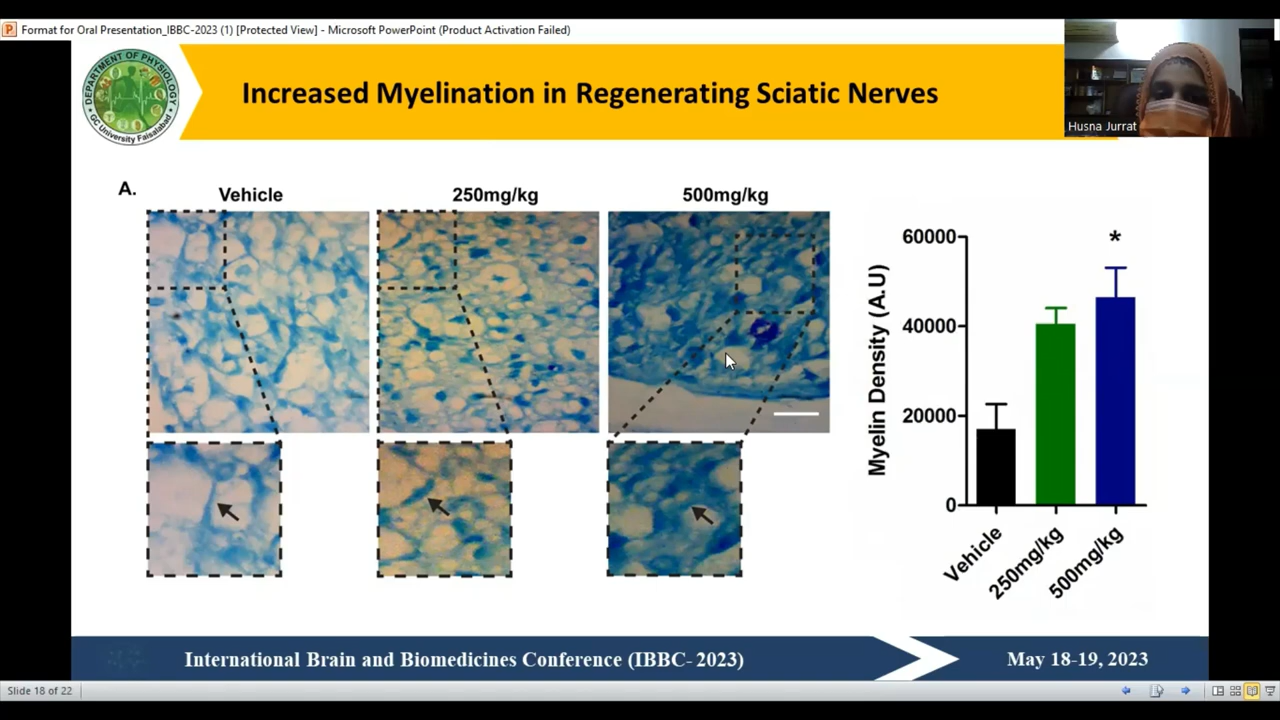 Format for Oral Presentation_IBBC-2023 (1) [Protected View] - Microsoft PowerPoint (Product Activation Failed)
DEPARTMENT OF PHYSIOLOGY
GC University Faisalabad
Increased Myelination in Regenerating Sciatic Nerves
Husna Jurrat
A.
Vehicle
250mg/kg
500mg/kg
Myelin Density (A.U)
60000
40000
20000
0
*
Vehicle
250mg/kg
500mg/kg
International Brain and Biomedicines Conference (IBBC- 2023)
May 18-19, 2023
Slide 18 of 22